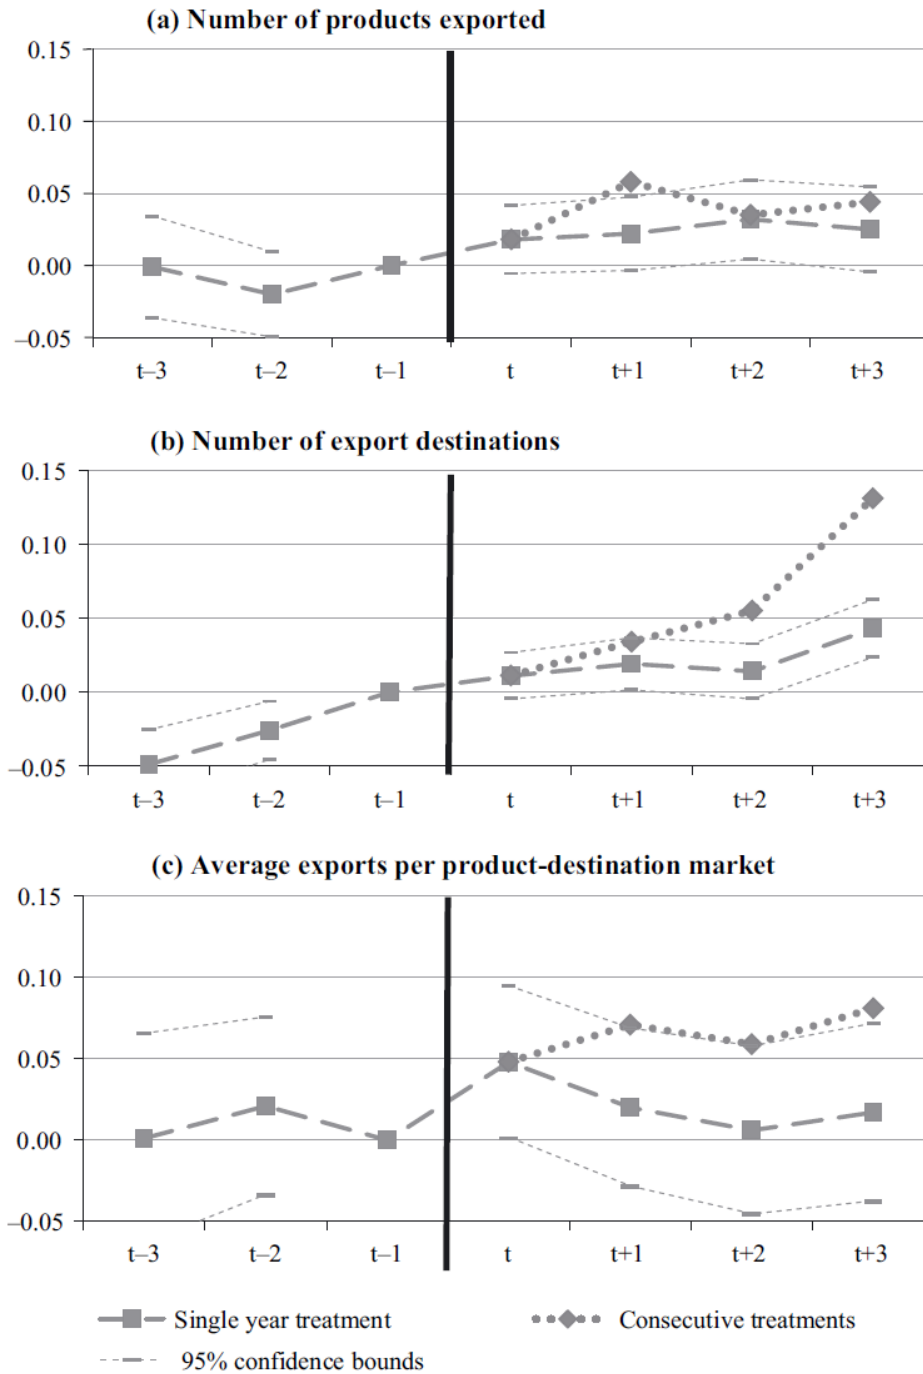 (a) Number of products exported
0.15
0.10
0.05
0.00
–0.05
t–3 t–2 t–1 t t+1 t+2 t+3
(b) Number of export destinations
0.15
0.10
0.05
0.00
–0.05
t–3 t–2 t–1 t t+1 t+2 t+3
(c) Average exports per product-destination market
0.15
0.10
0.05
0.00
–0.05
t–3 t–2 t–1 t t+1 t+2 t+3
Single year treatment Consecutive treatments
95% confidence bounds